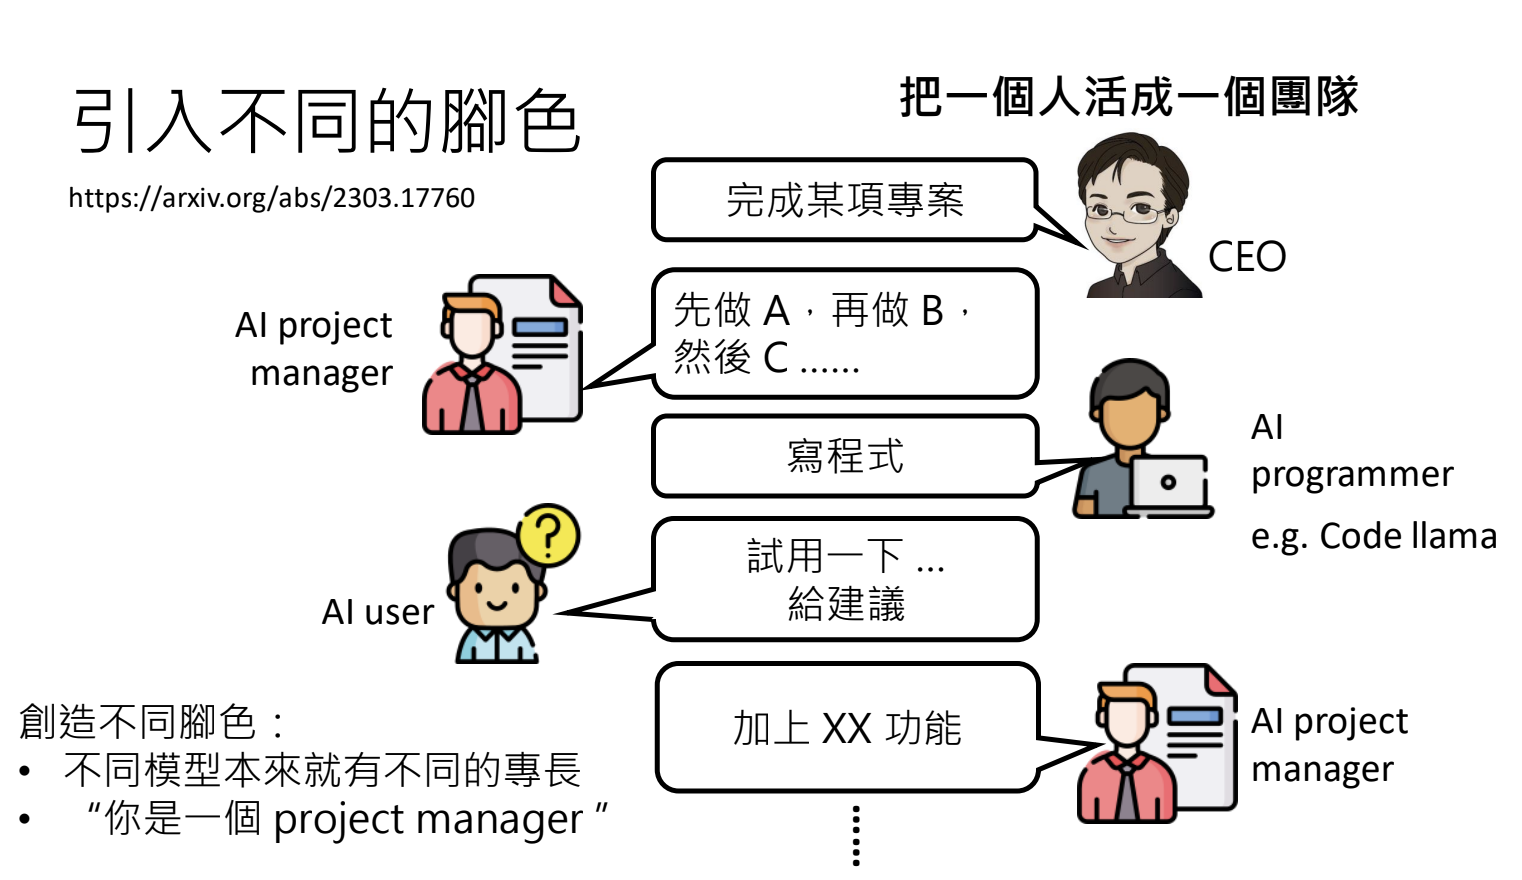 引入不同的腳色
https://arxiv.org/abs/2303.17760
把一個人活成一個團隊
完成某項專案
CEO
AI project
manager
先做 A，再做 B，
然後 C ......
寫程式
AI
programmer
e.g. Code llama
AI user
試用一下 ...
給建議
加上 XX 功能
AI project
manager
創造不同腳色：
• 不同模型本來就有不同的專長
• “你是一個 project manager ”
......